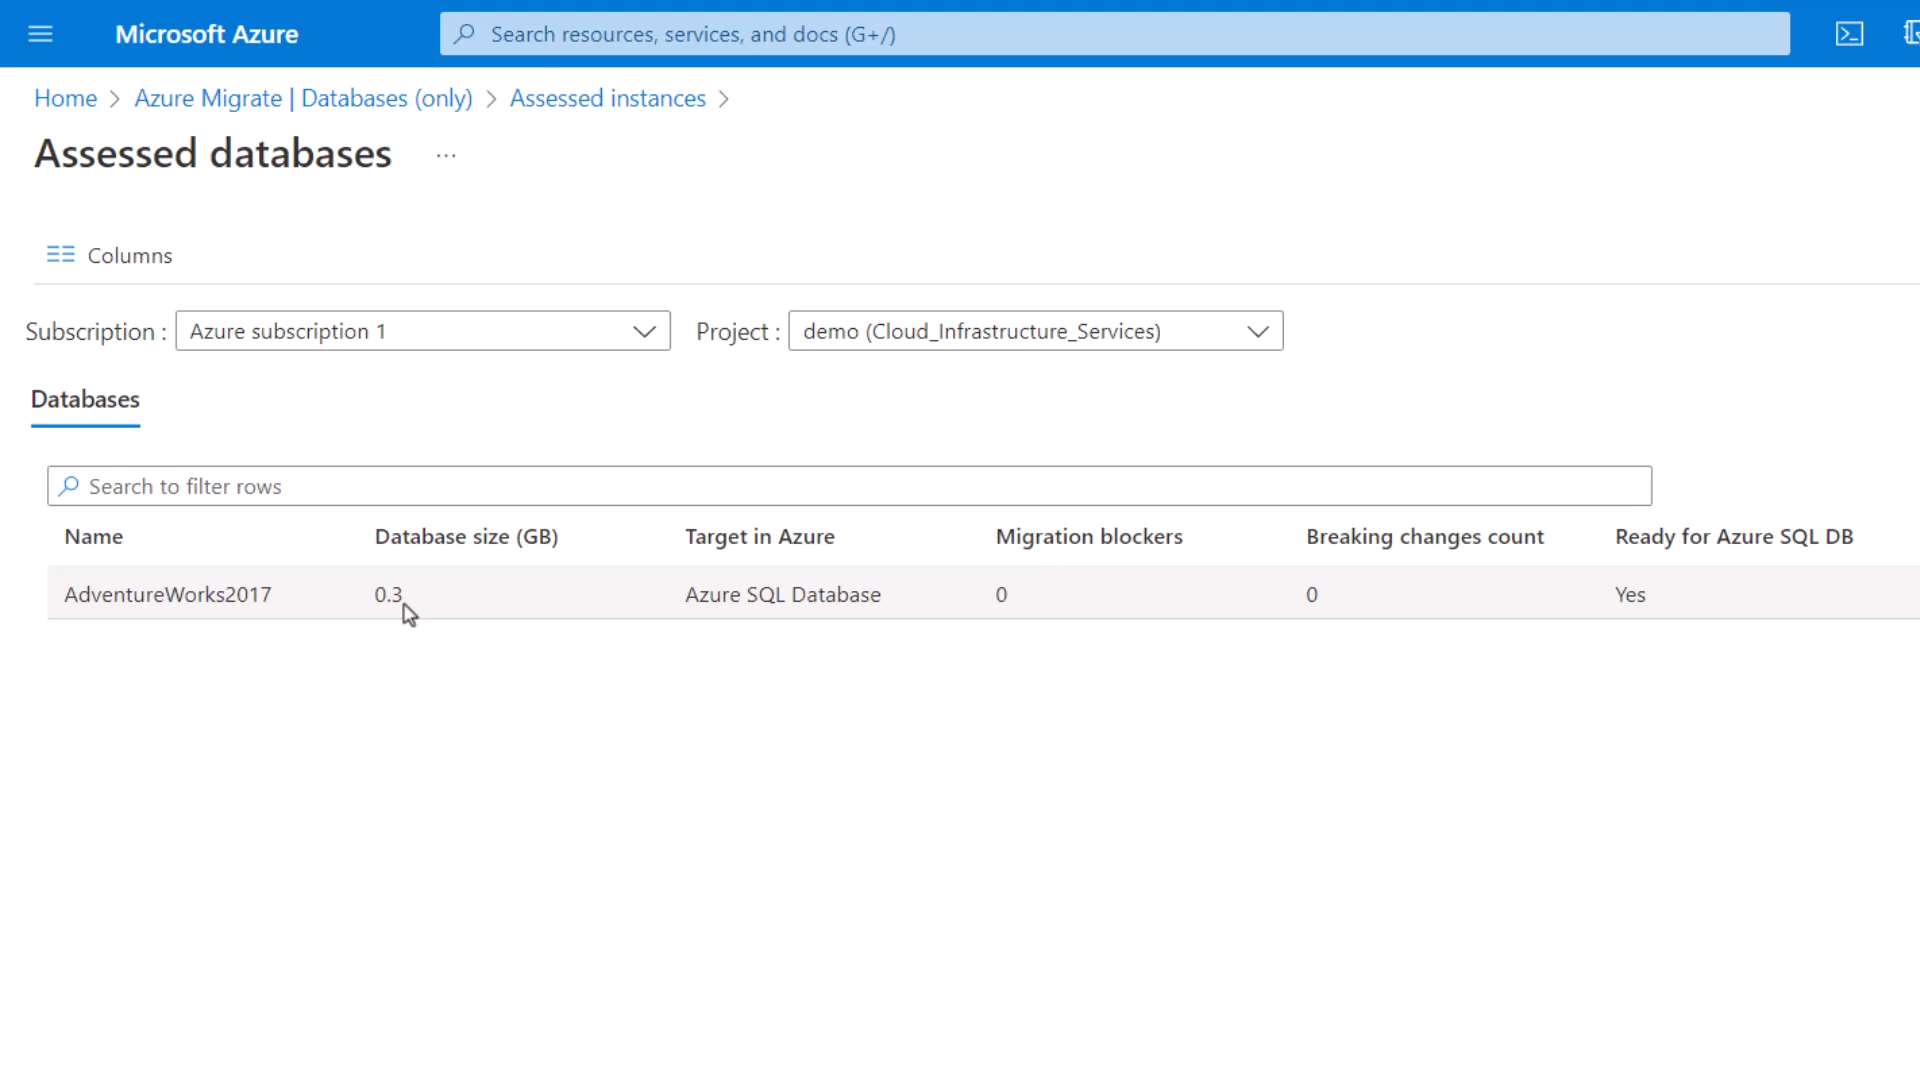 Microsoft Azure
Search resources, services, and docs (G+/)
Home > Azure Migrate | Databases (only) > Assessed instances >
Assessed databases ...
Columns
Subscription : Azure subscription 1 Project : demo (Cloud_Infrastructure_Services)
Databases
Search to filter rows
Name Database size (GB) Target in Azure Migration blockers Breaking changes count Ready for Azure SQL DB
AdventureWorks2017 0.3 Azure SQL Database 0 0 Yes